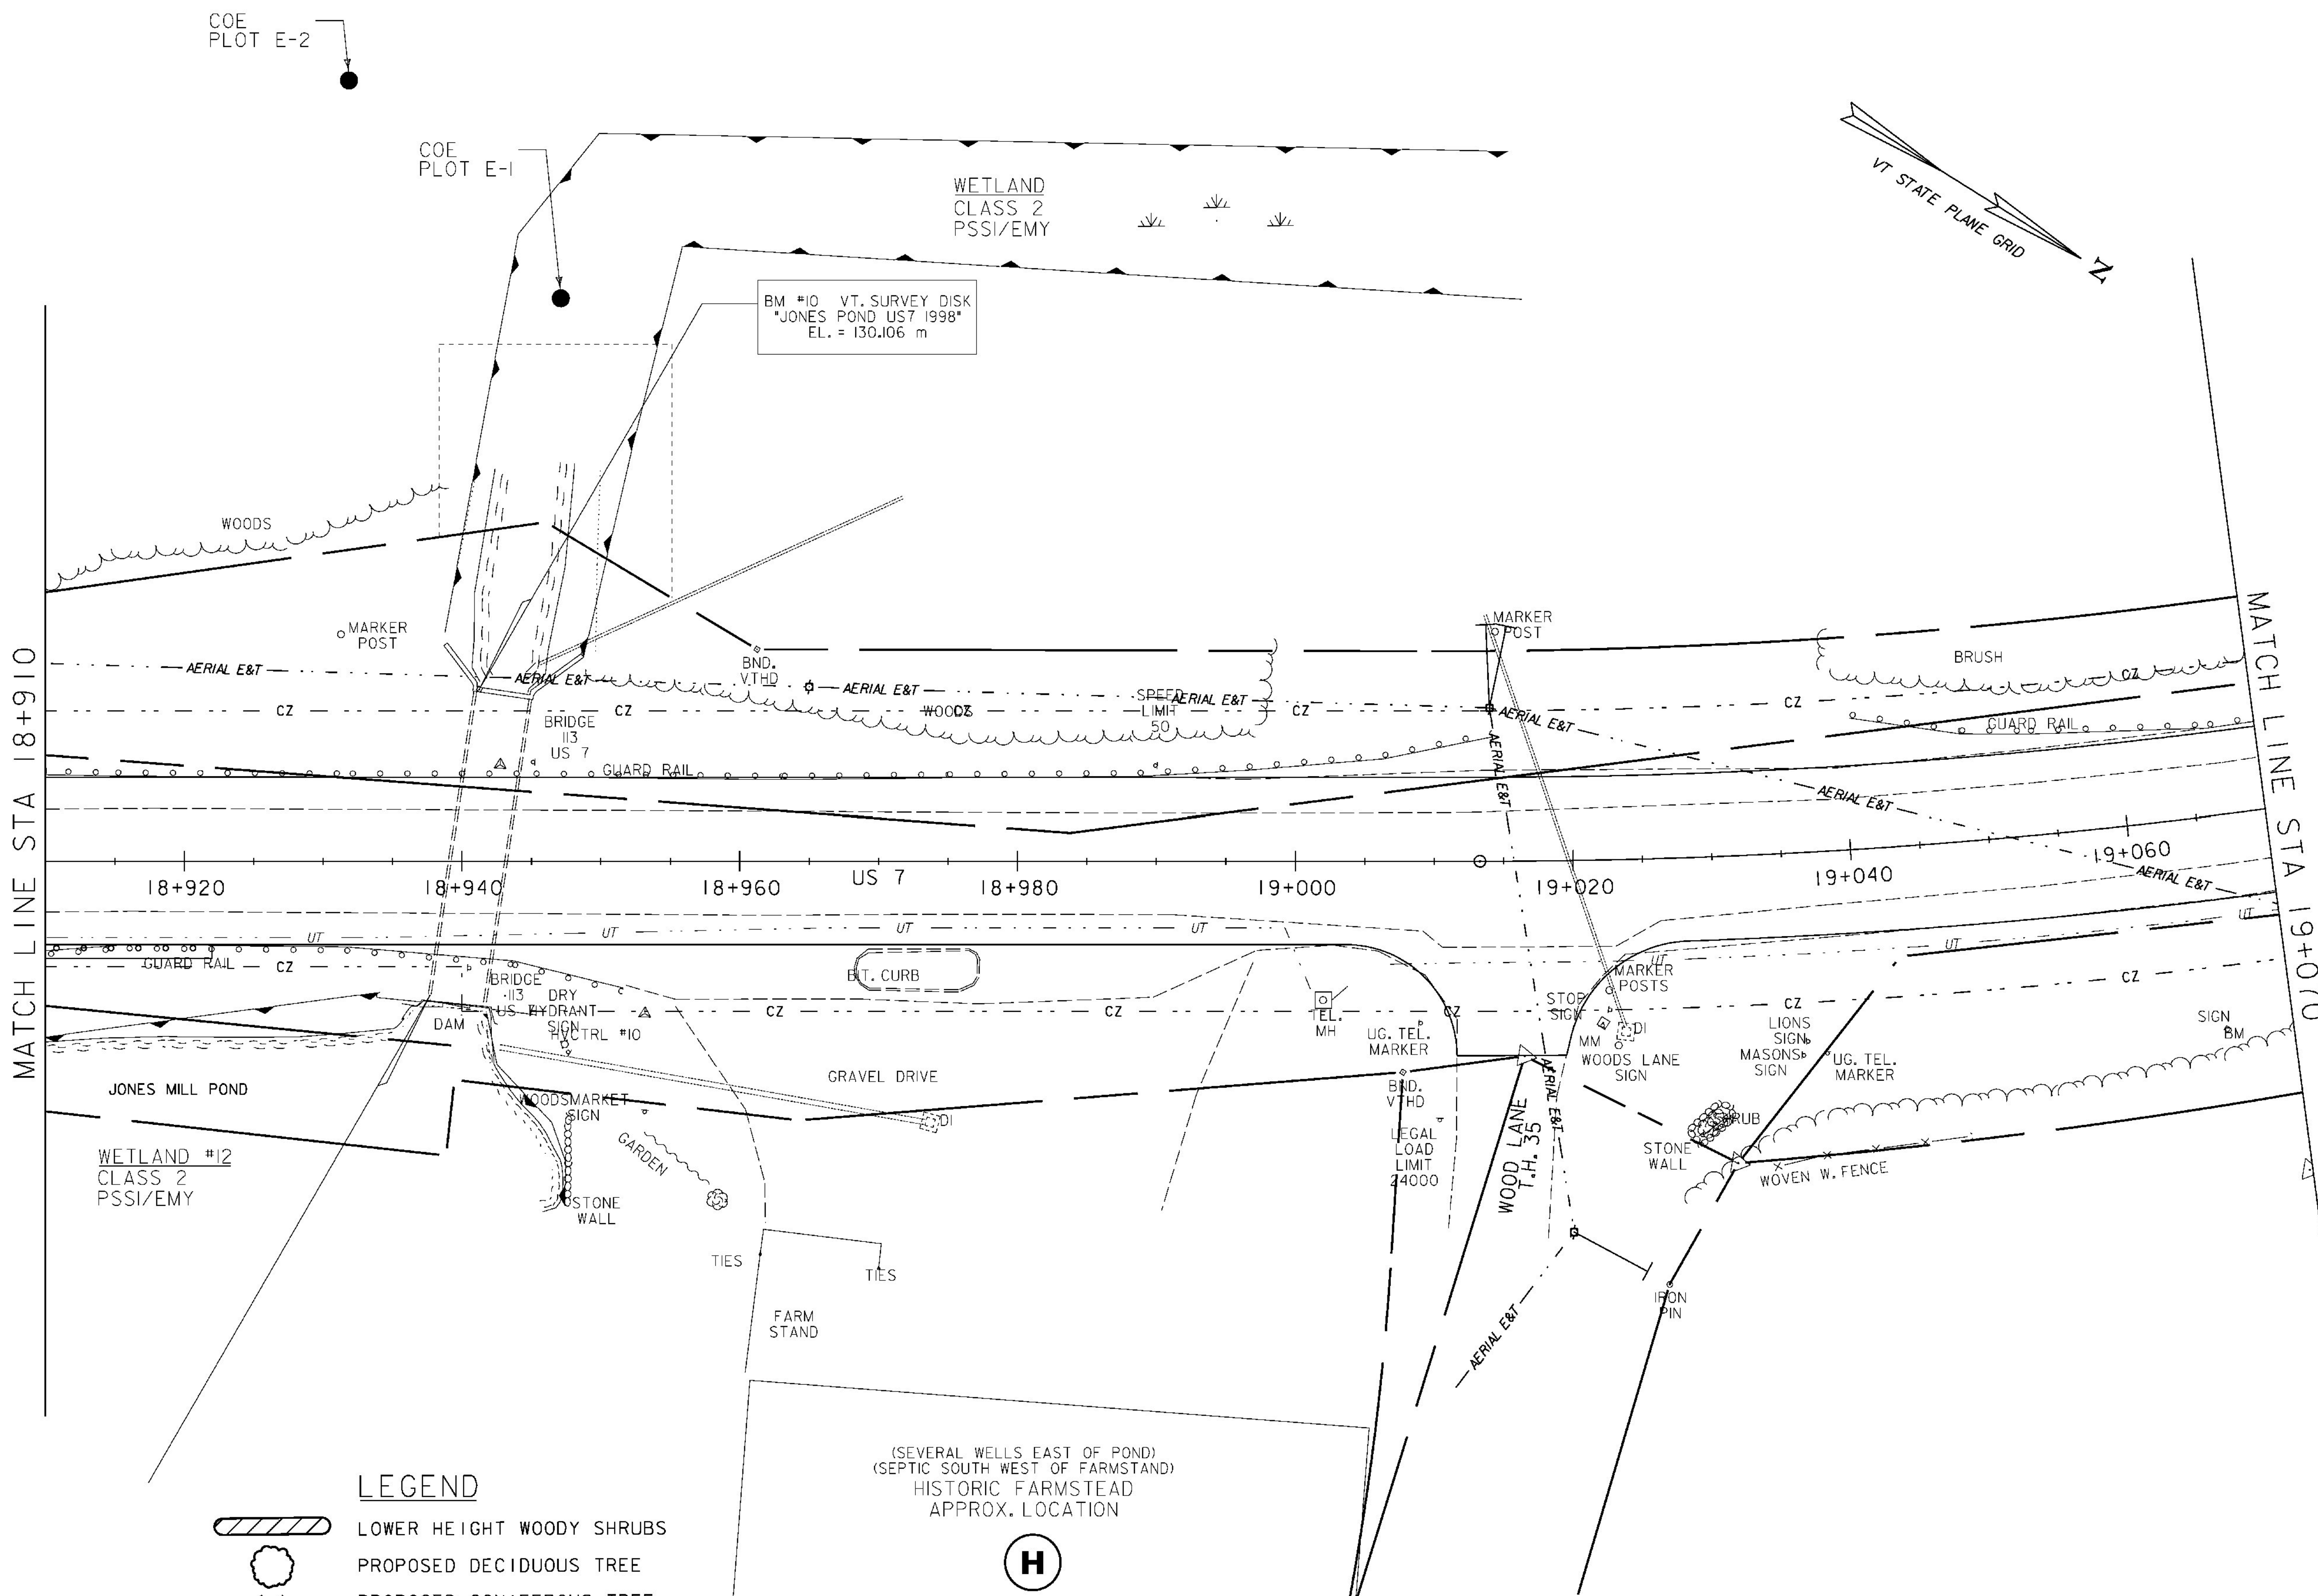 COE
PLOT E-2
COE
PLOT E-1
WETLAND
CLASS 2
PSS1/EMY
VT STATE PLANE GRID
N
BM #10 VT. SURVEY DISK
"JONES POND US7 1998"
EL. = 130.106 m
WOODS
MARKER
POST
AERIAL E&T
AERIAL E&T
BND.
VTHD
AERIAL E&T
SPEED
LIMIT
50
AERIAL E&T
MARKER
POST
AERIAL E&T
BRUSH
CZ
CZ
CZ
WOODS
CZ
CZ
CZ
BRIDGE
113
US 7
GUARD RAIL
AERIAL E&T
GUARD RAIL
AERIAL E&T
MATCH LINE STA 18+910
MATCH LINE STA 19+070
18+920
18+940
18+960
US 7
18+980
19+000
19+020
19+040
19+060
AERIAL E&T
UT
UT
UT
UT
UT
UT
UT
GUARD RAIL
CZ
BRIDGE
113
US 7
DRY
HYDRANT
SIGN
HVCTRL #10
DAM
BIT. CURB
CZ
CZ
CZ
CZ
TEL.
MH
UG. TEL.
MARKER
STOP
SIGN
MARKER
POSTS
DI
MM
WOODS LANE
SIGN
LIONS
SIGN
MASONS
SIGN
UG. TEL.
MARKER
SIGN
BM
JONES MILL POND
GRAVEL DRIVE
WOODSMARKET
SIGN
DI
BND.
VTHD
AERIAL E&T
GARDEN
LEGAL
LOAD
LIMIT
24000
WOOD LANE
T.H. 35
SHRUB
STONE
WALL
WOVEN W. FENCE
WETLAND #12
CLASS 2
PSS1/EMY
STONE
WALL
TIES
TIES
FARM
STAND
IRON
PIN
AERIAL E&T
(SEVERAL WELLS EAST OF POND)
(SEPTIC SOUTH WEST OF FARMSTAND)
HISTORIC FARMSTEAD
APPROX. LOCATION
H
LEGEND
LOWER HEIGHT WOODY SHRUBS
PROPOSED DECIDUOUS TREE